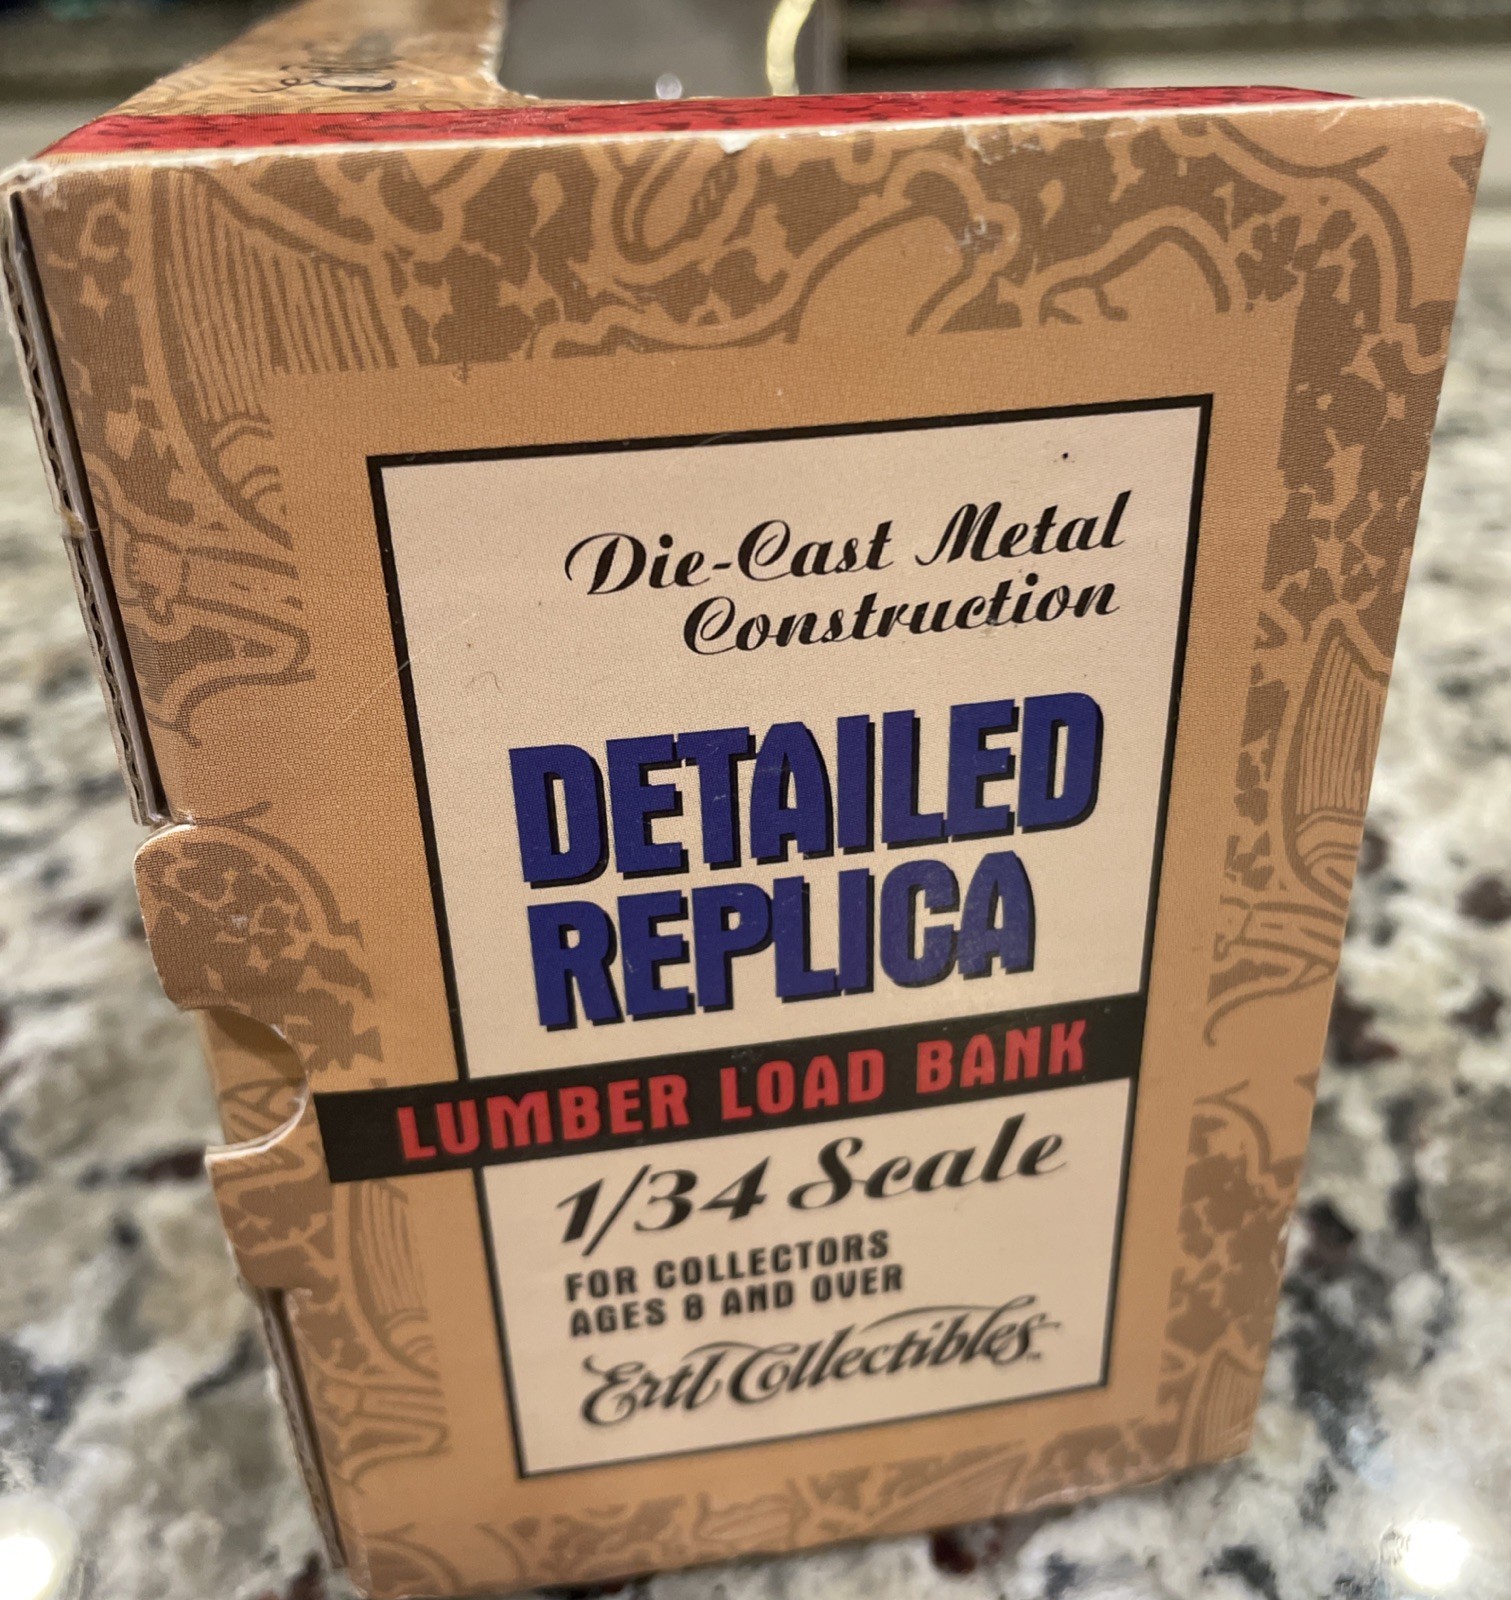 Die-Cast Metal
Construction
DETAILED
REPLICA
LUMBER LOAD BANK
1/34 Scale
FOR COLLECTORS
AGES 8 AND OVER
Ertl Collectibles™